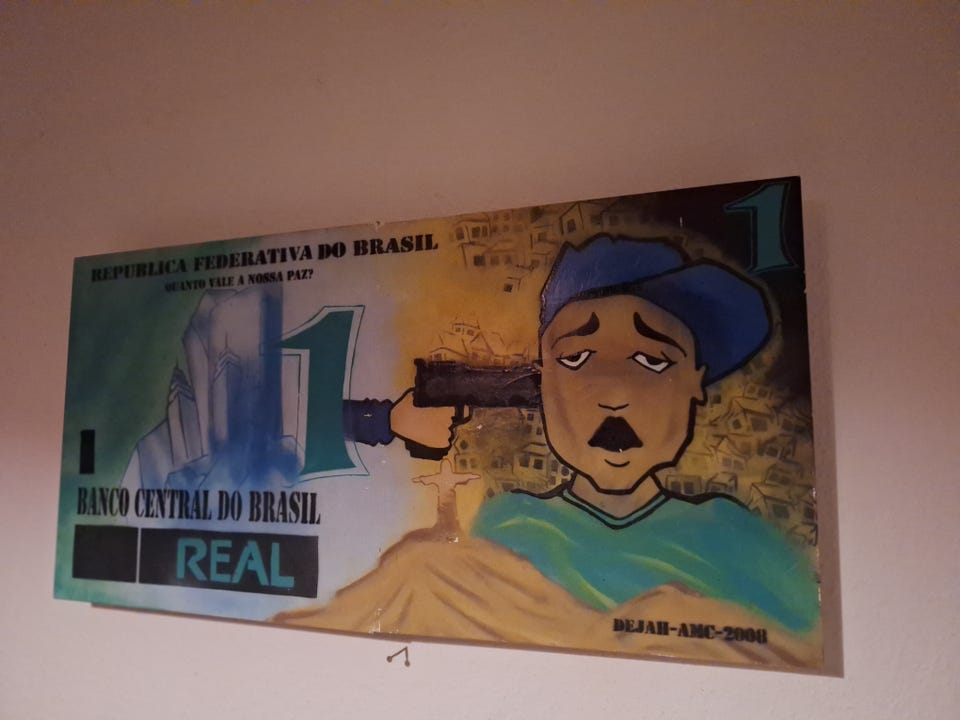 REPUBLICA FEDERATIVA DO BRASIL
QUANTO VALE A NOSSA PAZ?
1
1
BANCO CENTRAL DO BRASIL
REAL
DEJAH-AMC-2008